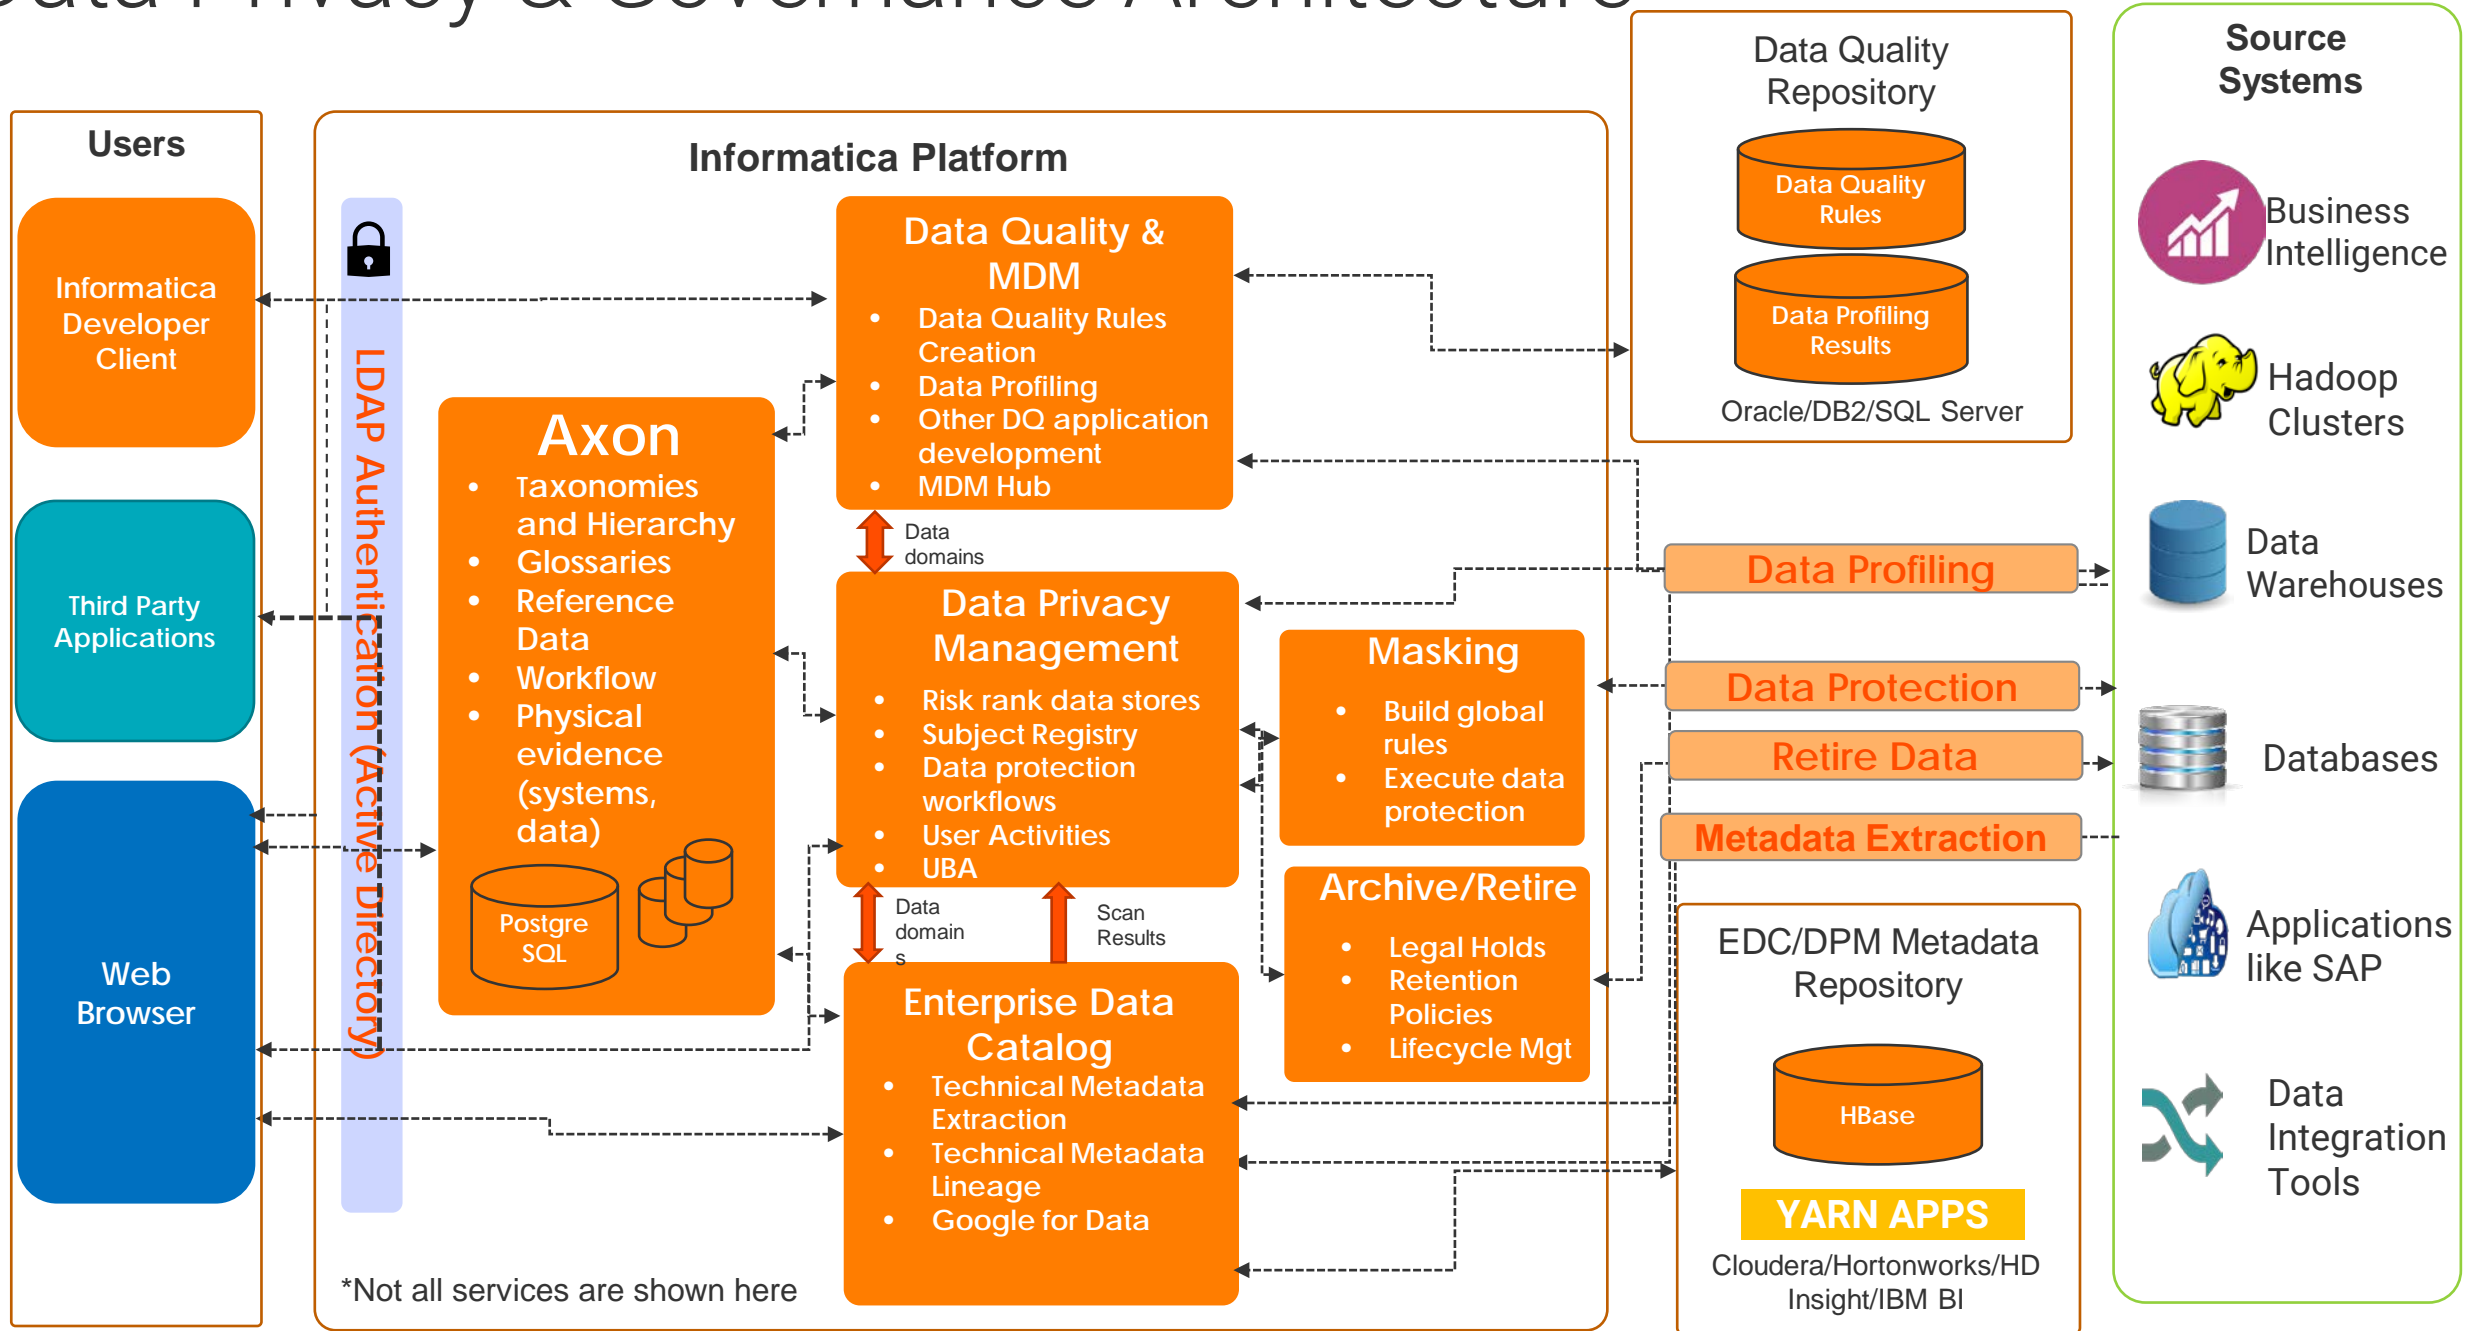 Data Privacy & Governance Architecture
Users
Informatica
Developer
Client
Third Party
Applications
Web
Browser
Informatica Platform
LDAP Authentication (Active Directory)
Axon
• Taxonomies
and Hierarchy
• Glossaries
• Reference
Data
• Workflow
• Physical
evidence
(systems,
data)
Postgre
SQL
Data Quality &
MDM
• Data Quality Rules
Creation
• Data Profiling
• Other DQ application
development
• MDM Hub
Data
domains
Data Privacy
Management
• Risk rank data stores
• Subject Registry
• Data protection
workflows
• User Activities
• UBA
Data
domain
s
Scan
Results
Enterprise Data
Catalog
• Technical Metadata
Extraction
• Technical Metadata
Lineage
• Google for Data
Masking
• Build global
rules
• Execute data
protection
Archive/Retire
• Legal Holds
• Retention
Policies
• Lifecycle Mgt
*Not all services are shown here
Data Quality
Repository
Data Quality
Rules
Data Profiling
Results
Oracle/DB2/SQL Server
Data Profiling
Data Protection
Retire Data
Metadata Extraction
EDC/DPM Metadata
Repository
HBase
YARN APPS
Cloudera/Hortonworks/HD
Insight/IBM BI
Source
Systems
Business
Intelligence
Hadoop
Clusters
Data
Warehouses
Databases
Applications
like SAP
Data
Integration
Tools